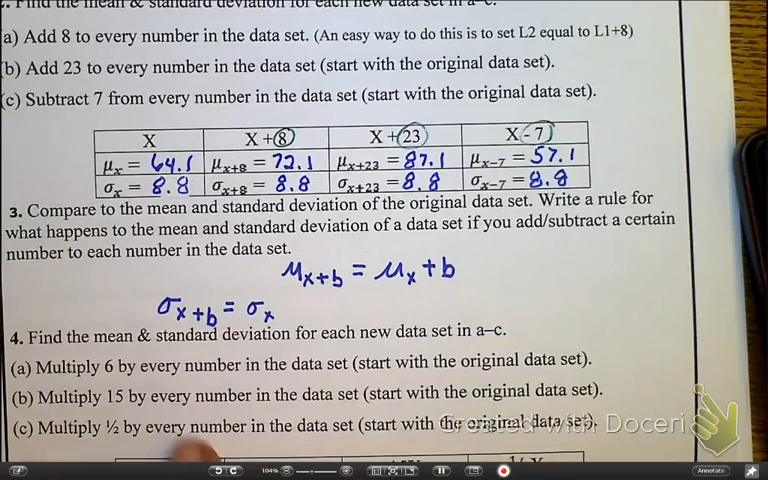 2. Find the mean & standard deviation for each new data set in a–c.
(a) Add 8 to every number in the data set. (An easy way to do this is to set L2 equal to L1+8)
(b) Add 23 to every number in the data set (start with the original data set).
(c) Subtract 7 from every number in the data set (start with the original data set).
X X +8 X +23 X - 7
μx = 64.1 μx+8 = 72.1 μx+23 = 87.1 μx−7 = 57.1
σx = 8.8 σx+8 = 8.8 σx+23 = 8.8 σx−7 = 8.8
3. Compare to the mean and standard deviation of the original data set. Write a rule for
what happens to the mean and standard deviation of a data set if you add/subtract a certain
number to each number in the data set.
μx+b = μx + b
σx+b = σx
4. Find the mean & standard deviation for each new data set in a–c.
(a) Multiply 6 by every number in the data set (start with the original data set).
(b) Multiply 15 by every number in the data set (start with the original data set).
(c) Multiply ½ by every number in the data set (start with the original data set).
Created with Doceri
104%
Annotate